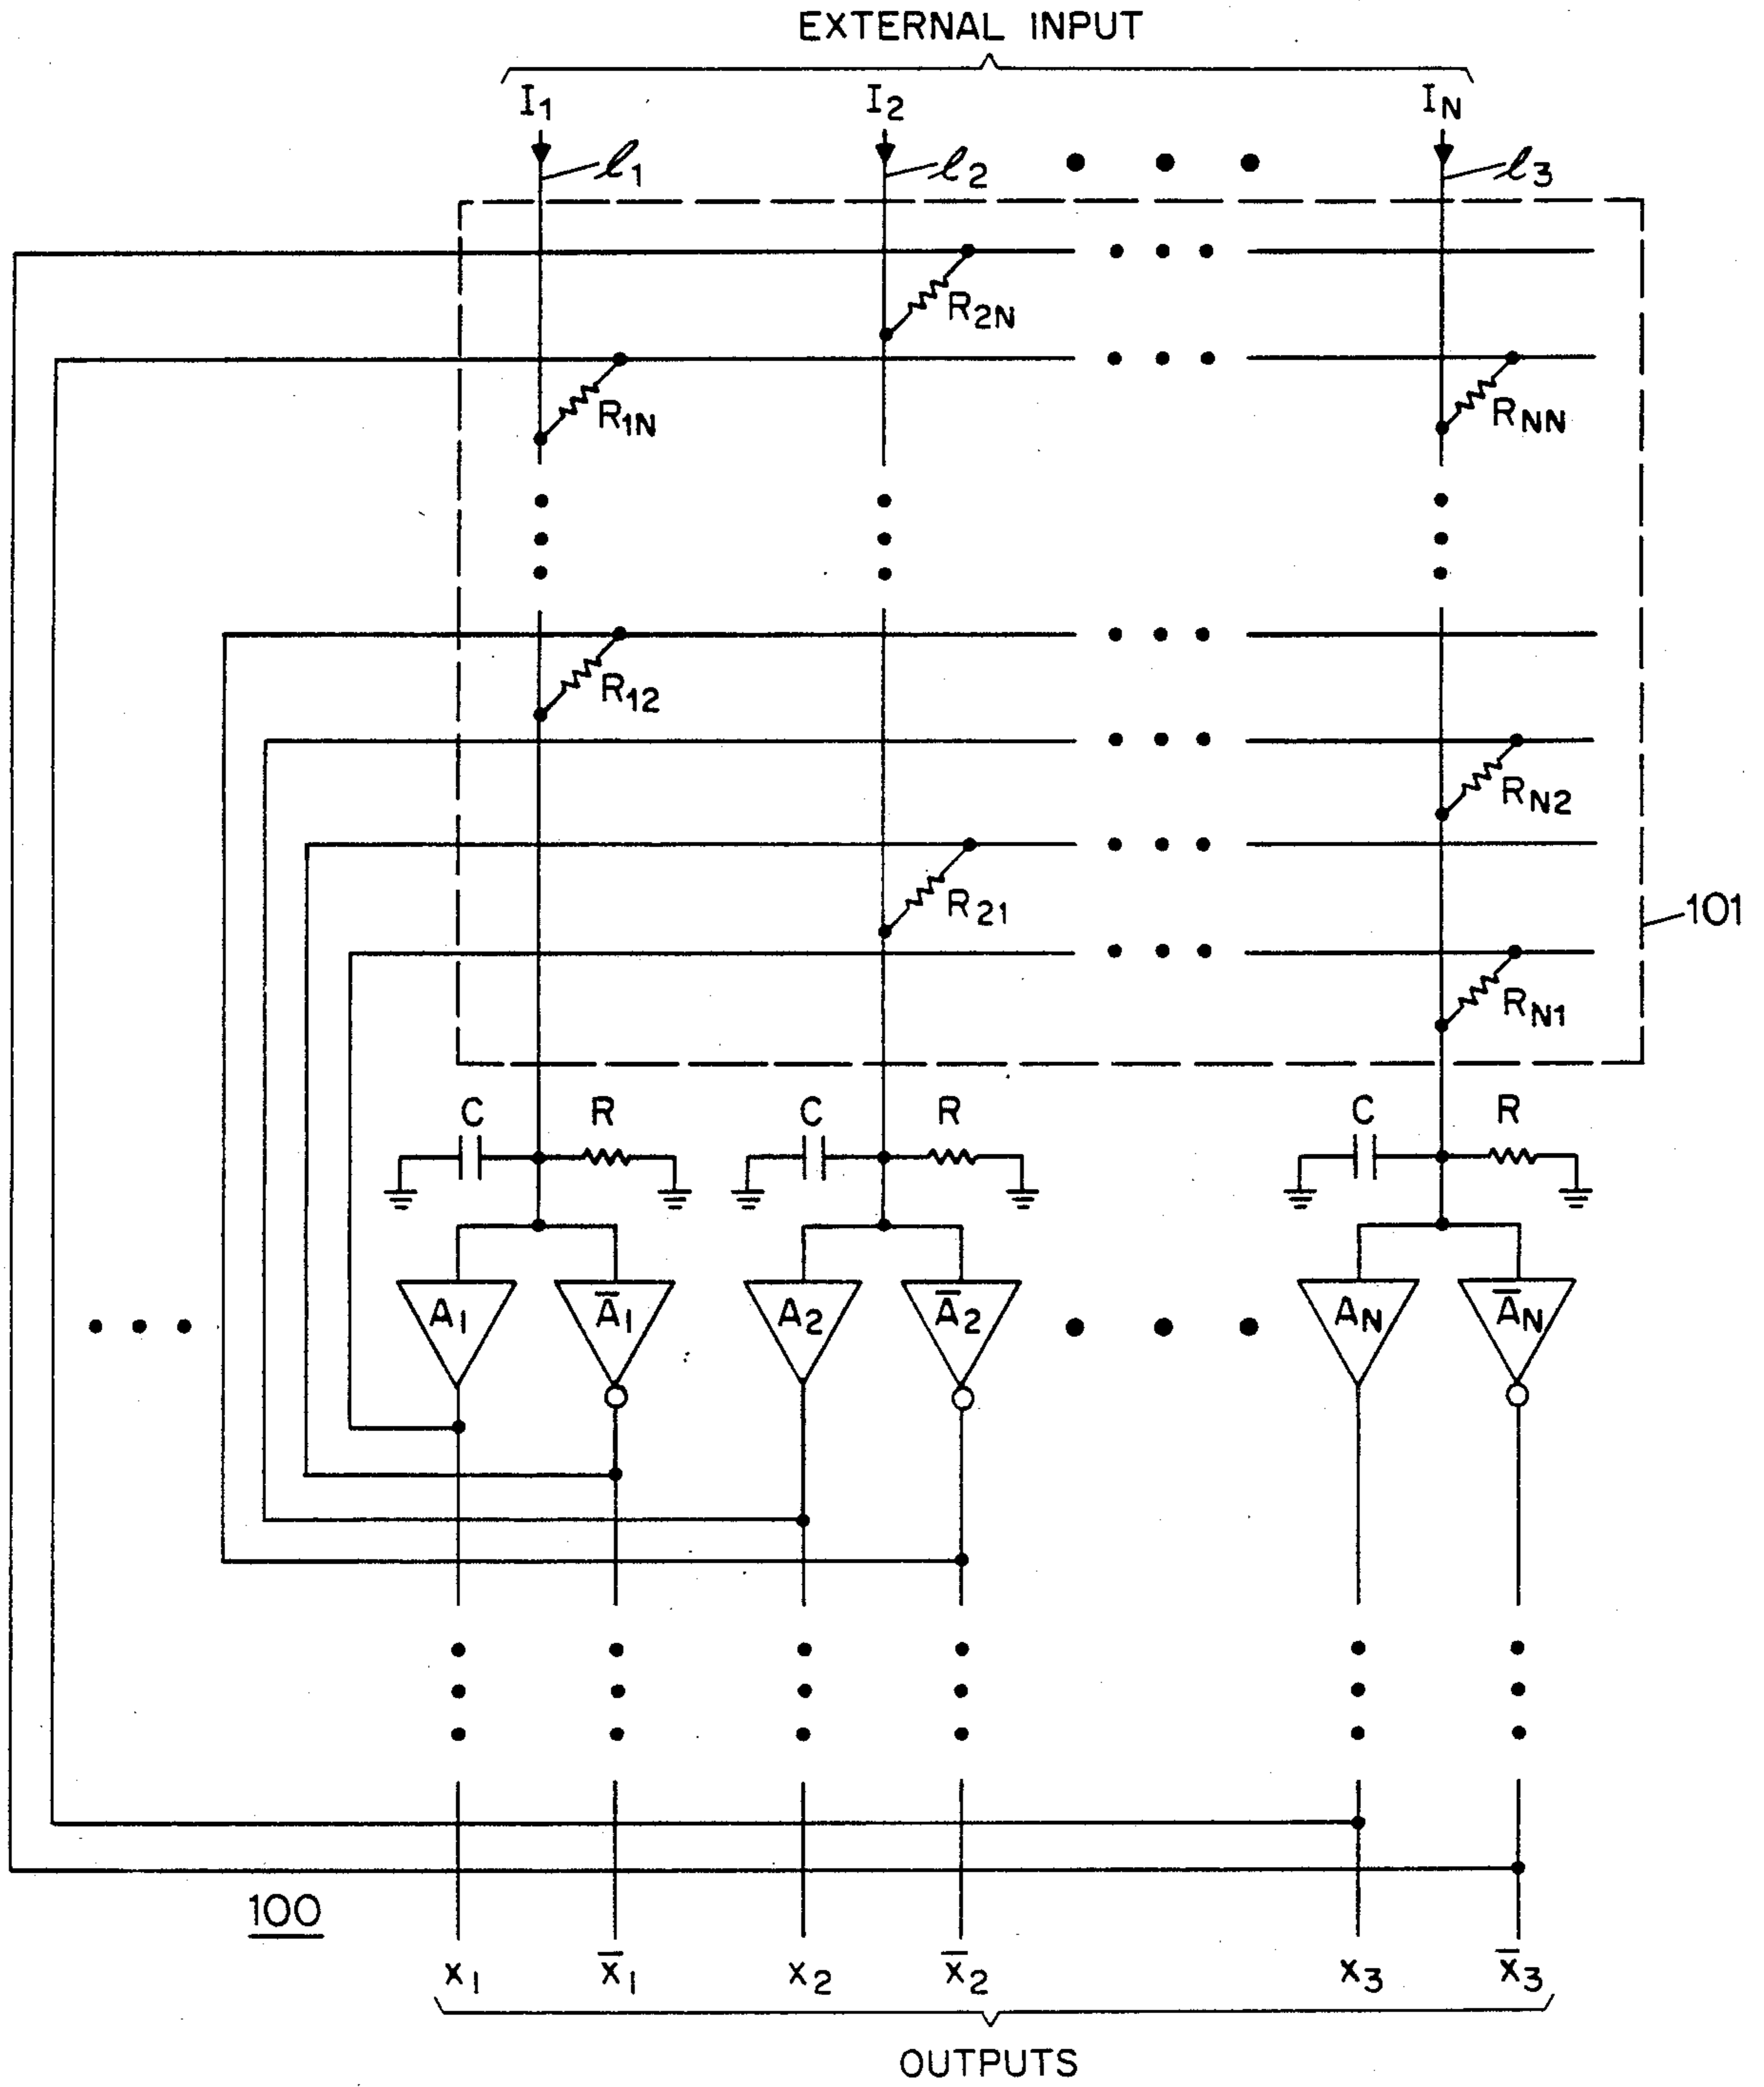 EXTERNAL INPUT
I1 I2 IN
ℓ1 ℓ2 ℓ3
R2N
R1N RNN
R12
RN2
R21
101
RN1
C R C R C R
A1 Ā1 A2 Ā2 AN ĀN
100
x1 x̄1 x2 x̄2 x3 x̄3
OUTPUTS